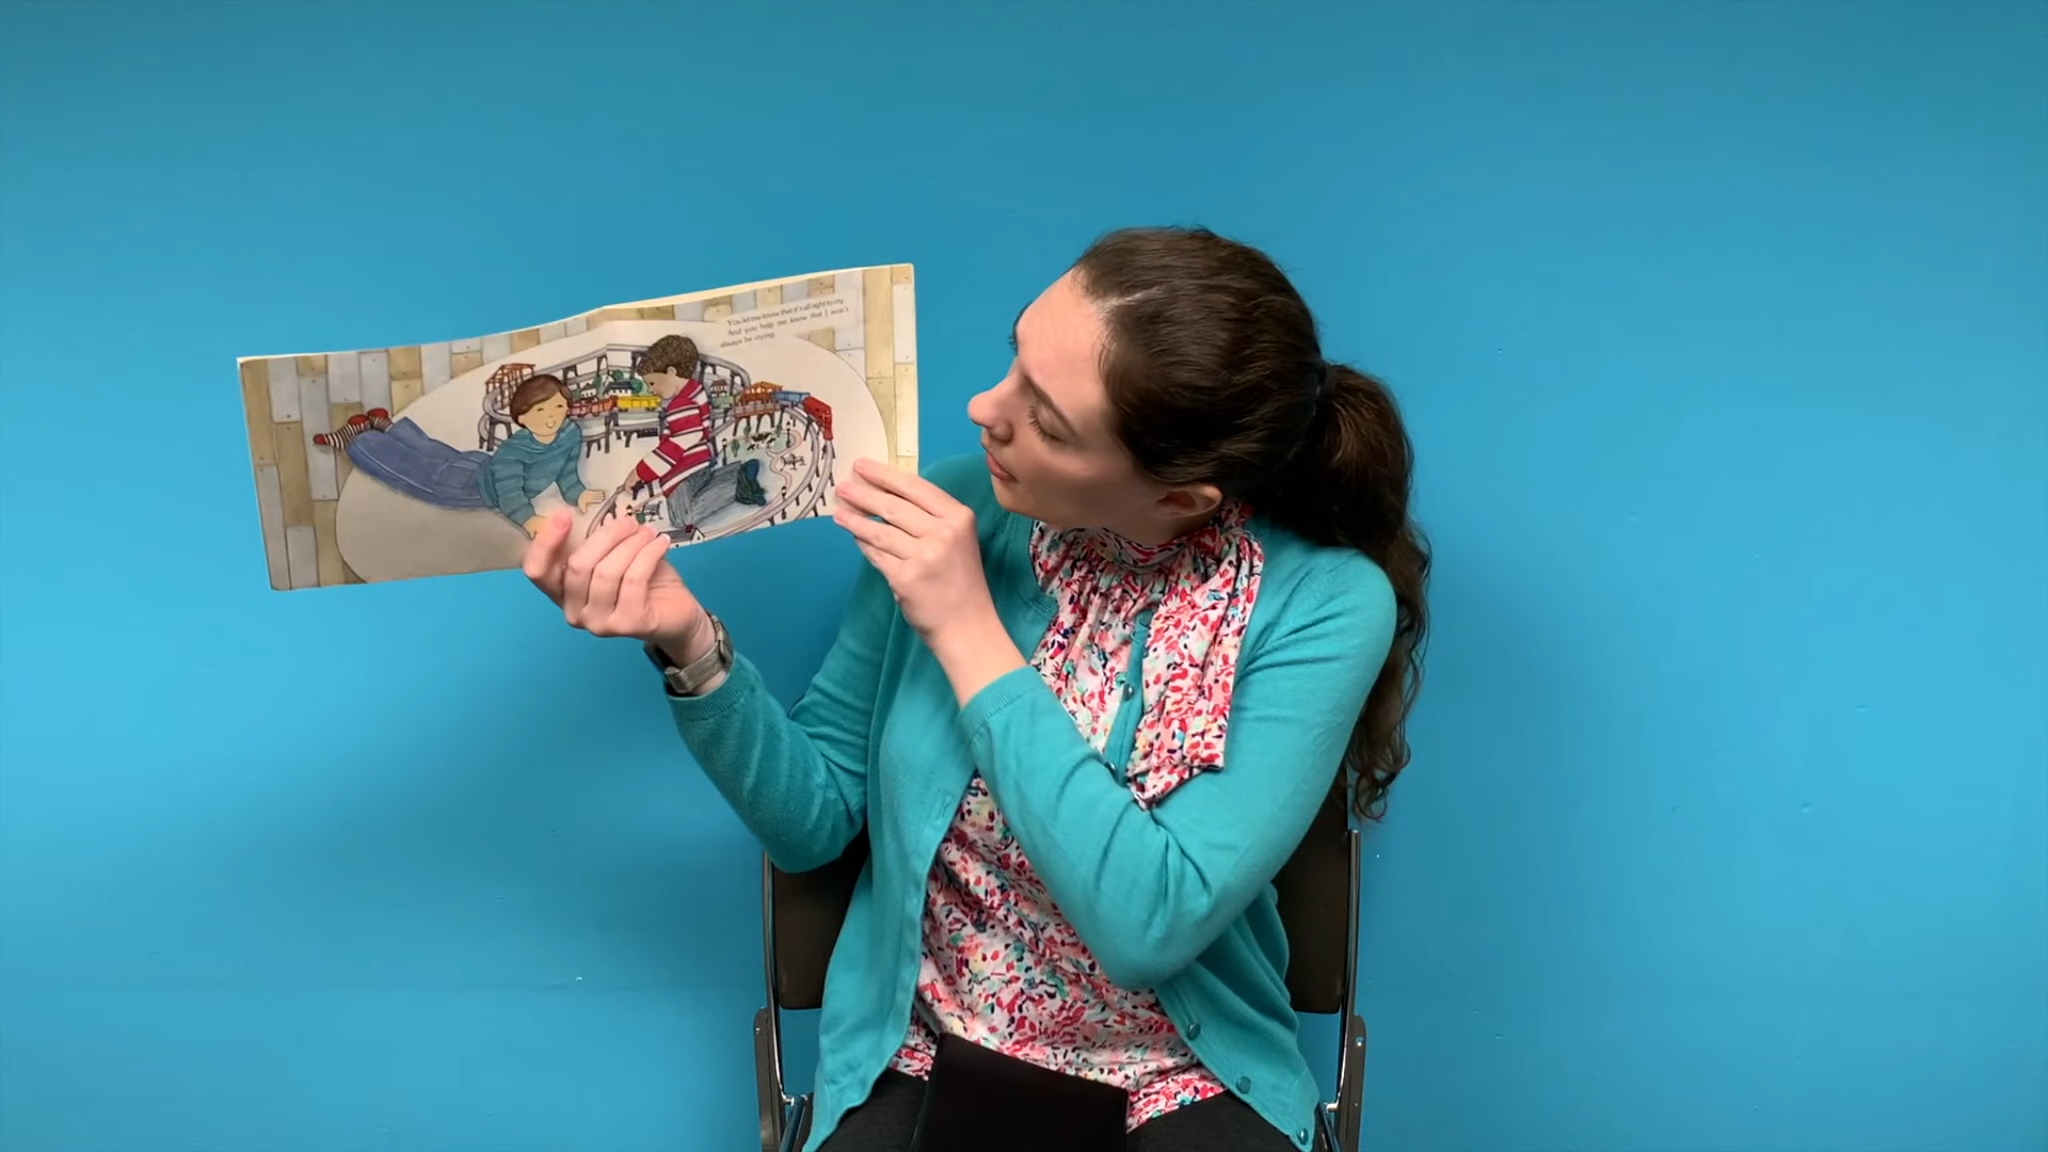 You let me know that it's all right to cry.
And you help me know that I won't
always be crying.